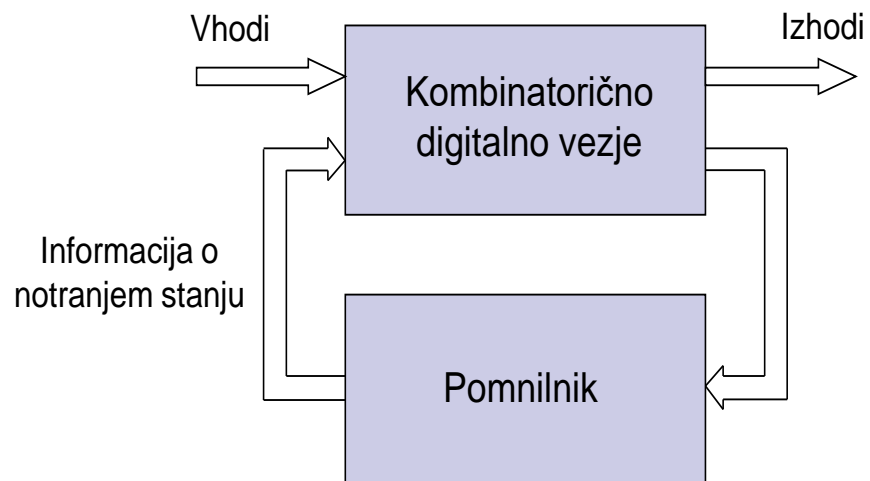 Vhodi
Izhodi
Kombinatorično
digitalno vezje
Informacija o
notranjem stanju
Pomnilnik